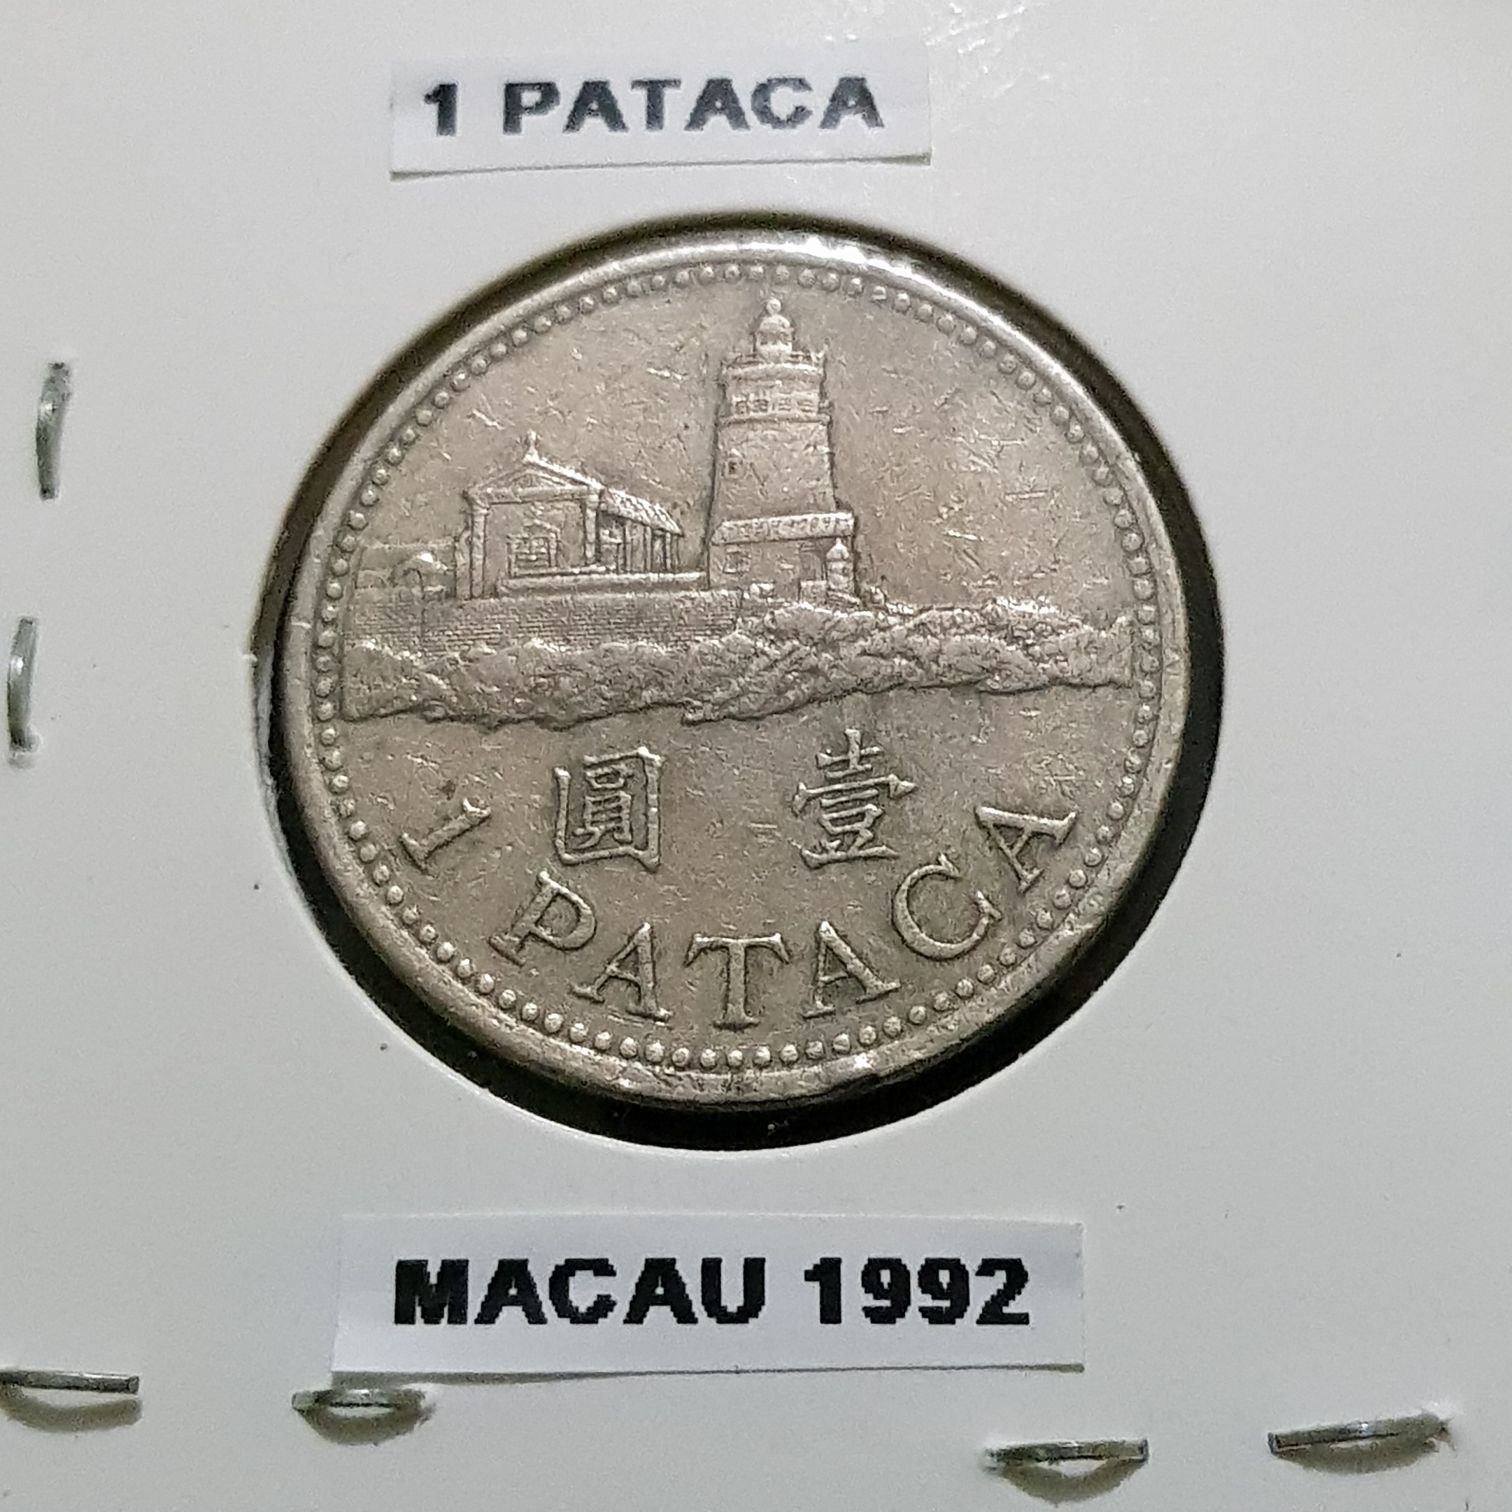 1 PATACA
圓 壹
1 PATACA
MACAU 1992